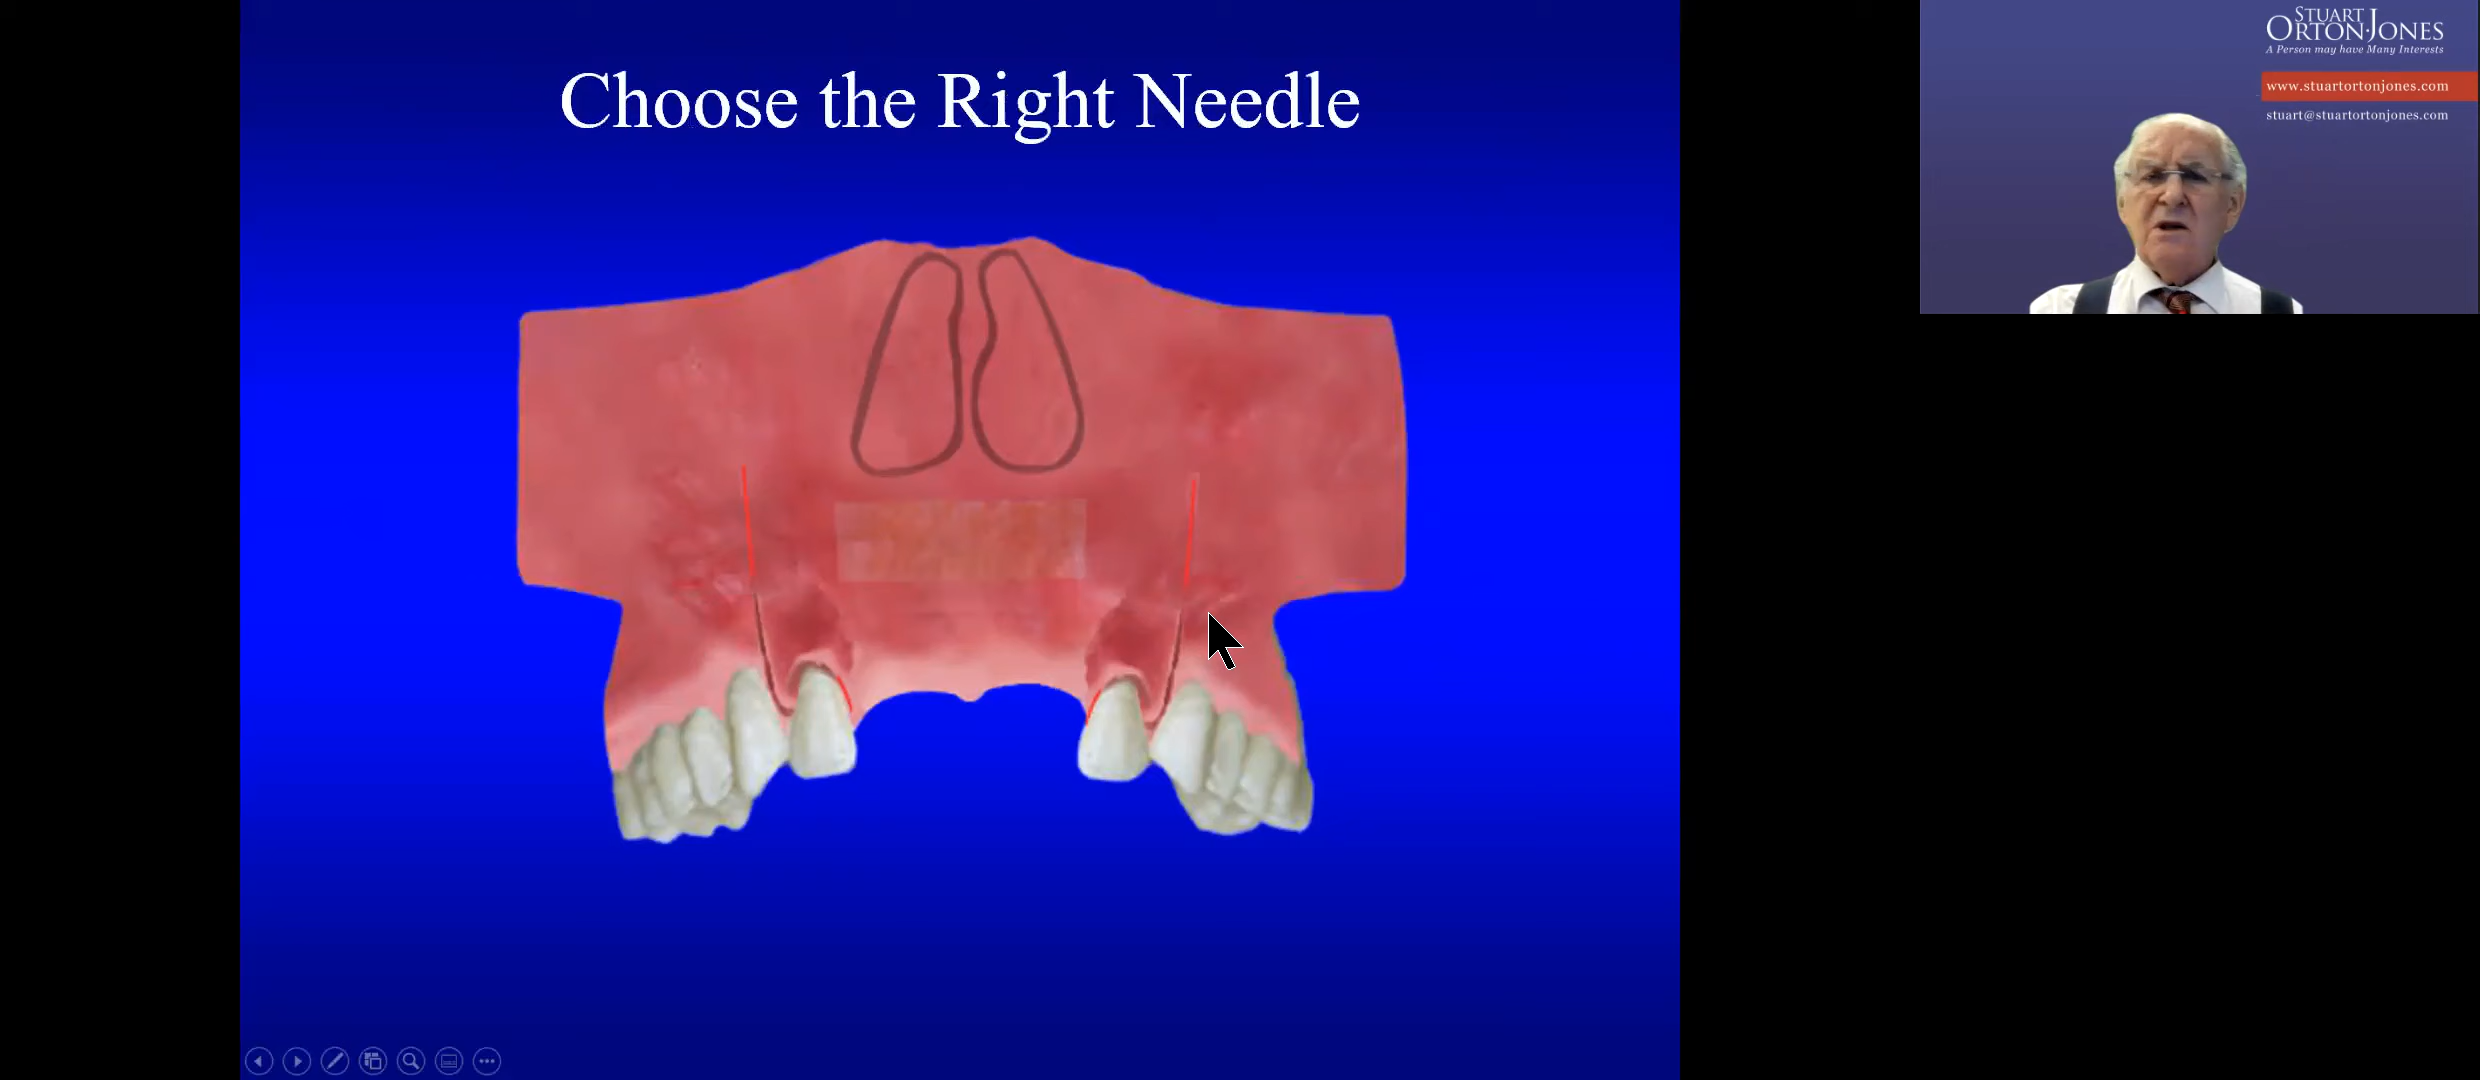 Choose the Right Needle
STUART
ORTON-JONES
A Person may have Many Interests
www.stuartortonjones.com
stuart@stuartortonjones.com